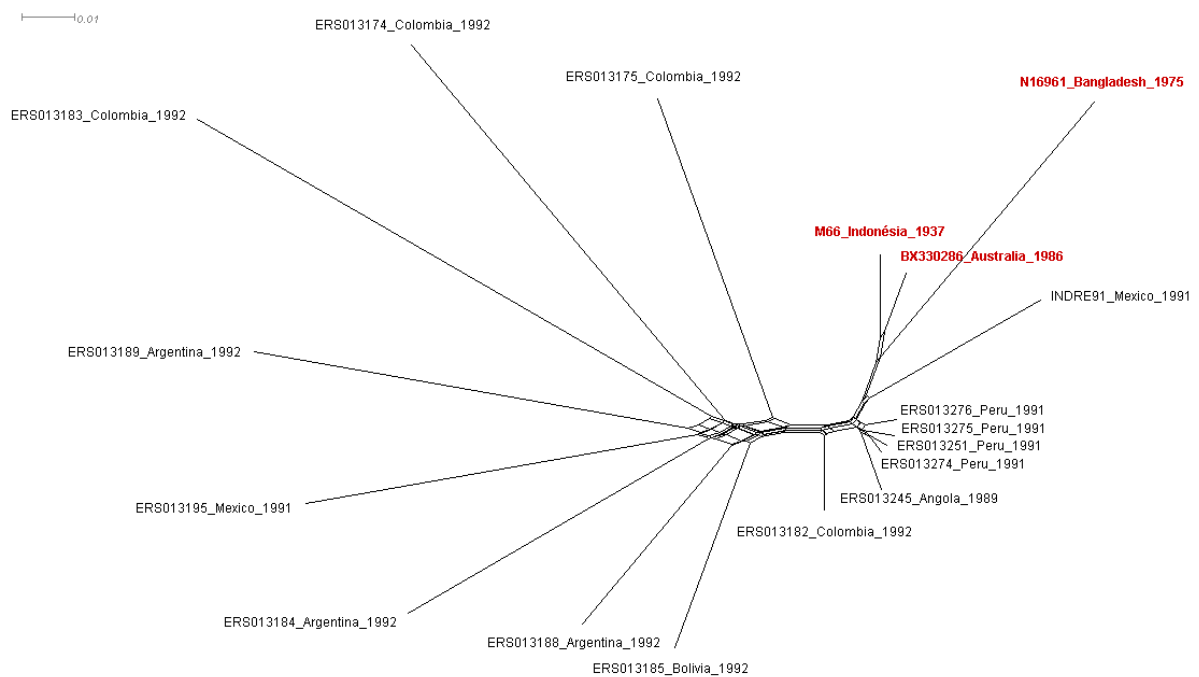 0.01
ERS013174_Colombia_1992
ERS013175_Colombia_1992
N16961_Bangladesh_1975
ERS013183_Colombia_1992
M66_Indonésia_1937
BX330286_Australia_1986
INDRE91_Mexico_1991
ERS013189_Argentina_1992
ERS013276_Peru_1991
ERS013275_Peru_1991
ERS013251_Peru_1991
ERS013274_Peru_1991
ERS013245_Angola_1989
ERS013195_Mexico_1991
ERS013182_Colombia_1992
ERS013184_Argentina_1992
ERS013188_Argentina_1992
ERS013185_Bolívia_1992